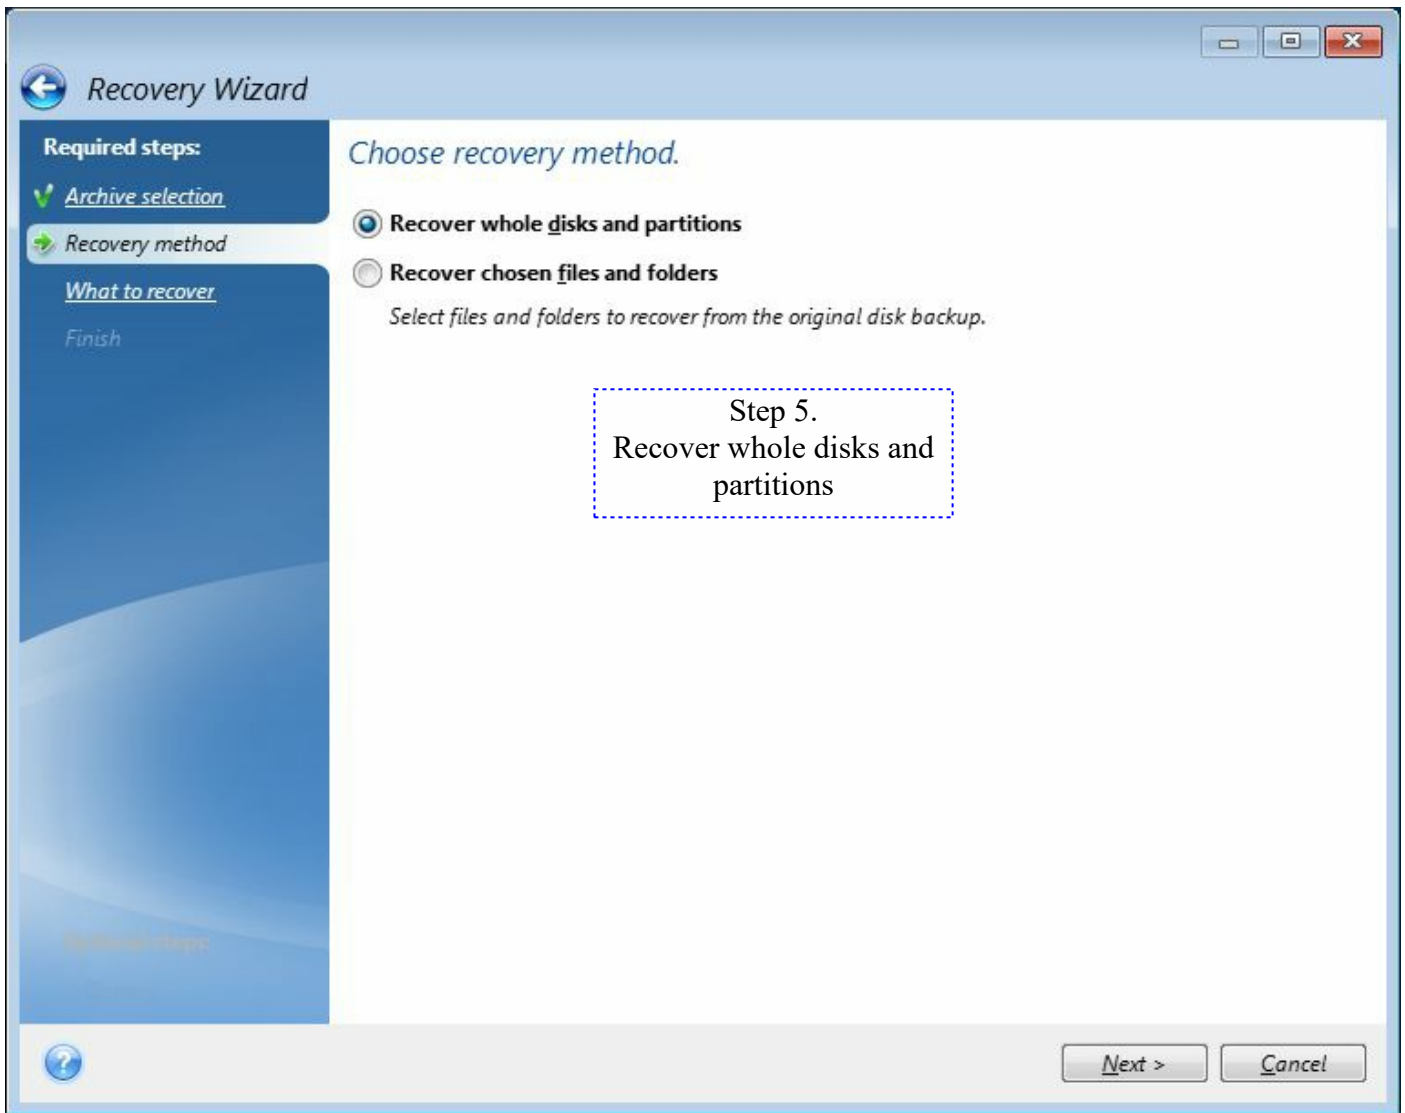 Recovery Wizard
Required steps:
Archive selection
Recovery method
What to recover
Finish
Choose recovery method.
Recover whole disks and partitions
Recover chosen files and folders
Select files and folders to recover from the original disk backup.
Step 5.
Recover whole disks and
partitions
Optional steps:
Next >
Cancel